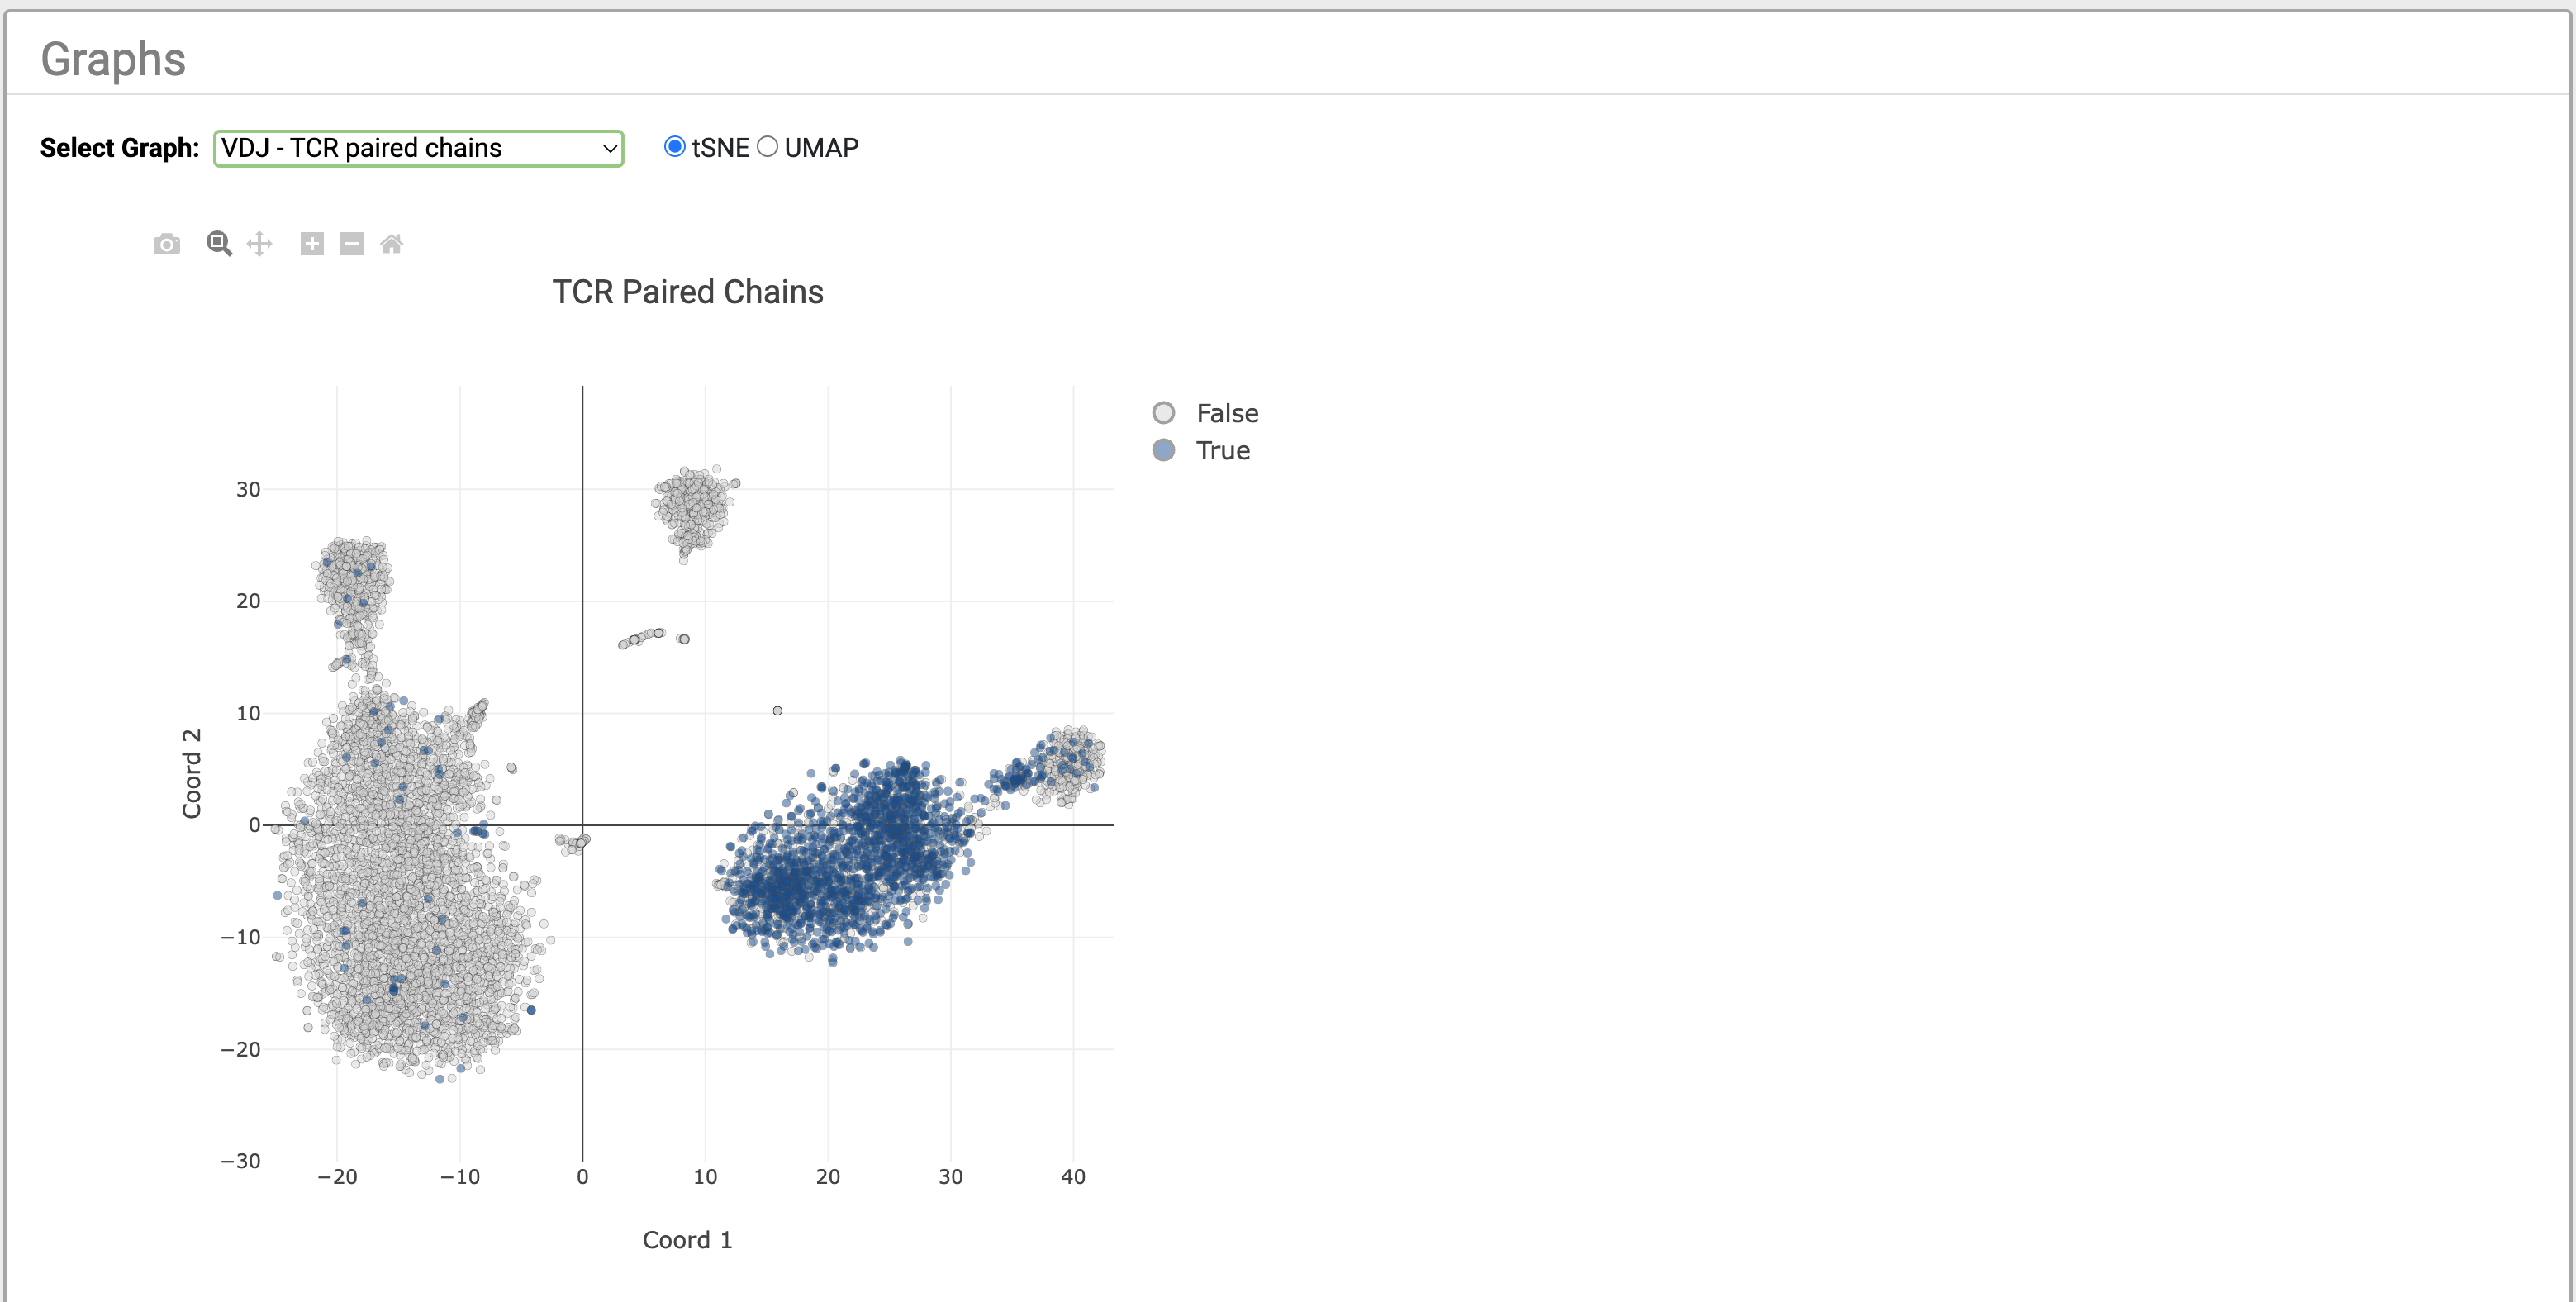 Graphs
Select Graph: VDJ - TCR paired chains tSNE UMAP
TCR Paired Chains
False
True
30
20
10
0
−10
−20
−30
Coord 2
−20 −10 0 10 20 30 40
Coord 1